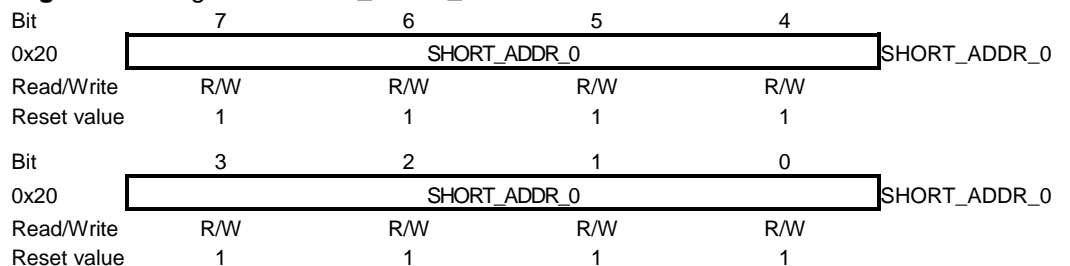 Bit 7 6 5 4
0x20 SHORT_ADDR_0 SHORT_ADDR_0
Read/Write R/W R/W R/W R/W
Reset value 1 1 1 1
Bit 3 2 1 0
0x20 SHORT_ADDR_0 SHORT_ADDR_0
Read/Write R/W R/W R/W R/W
Reset value 1 1 1 1